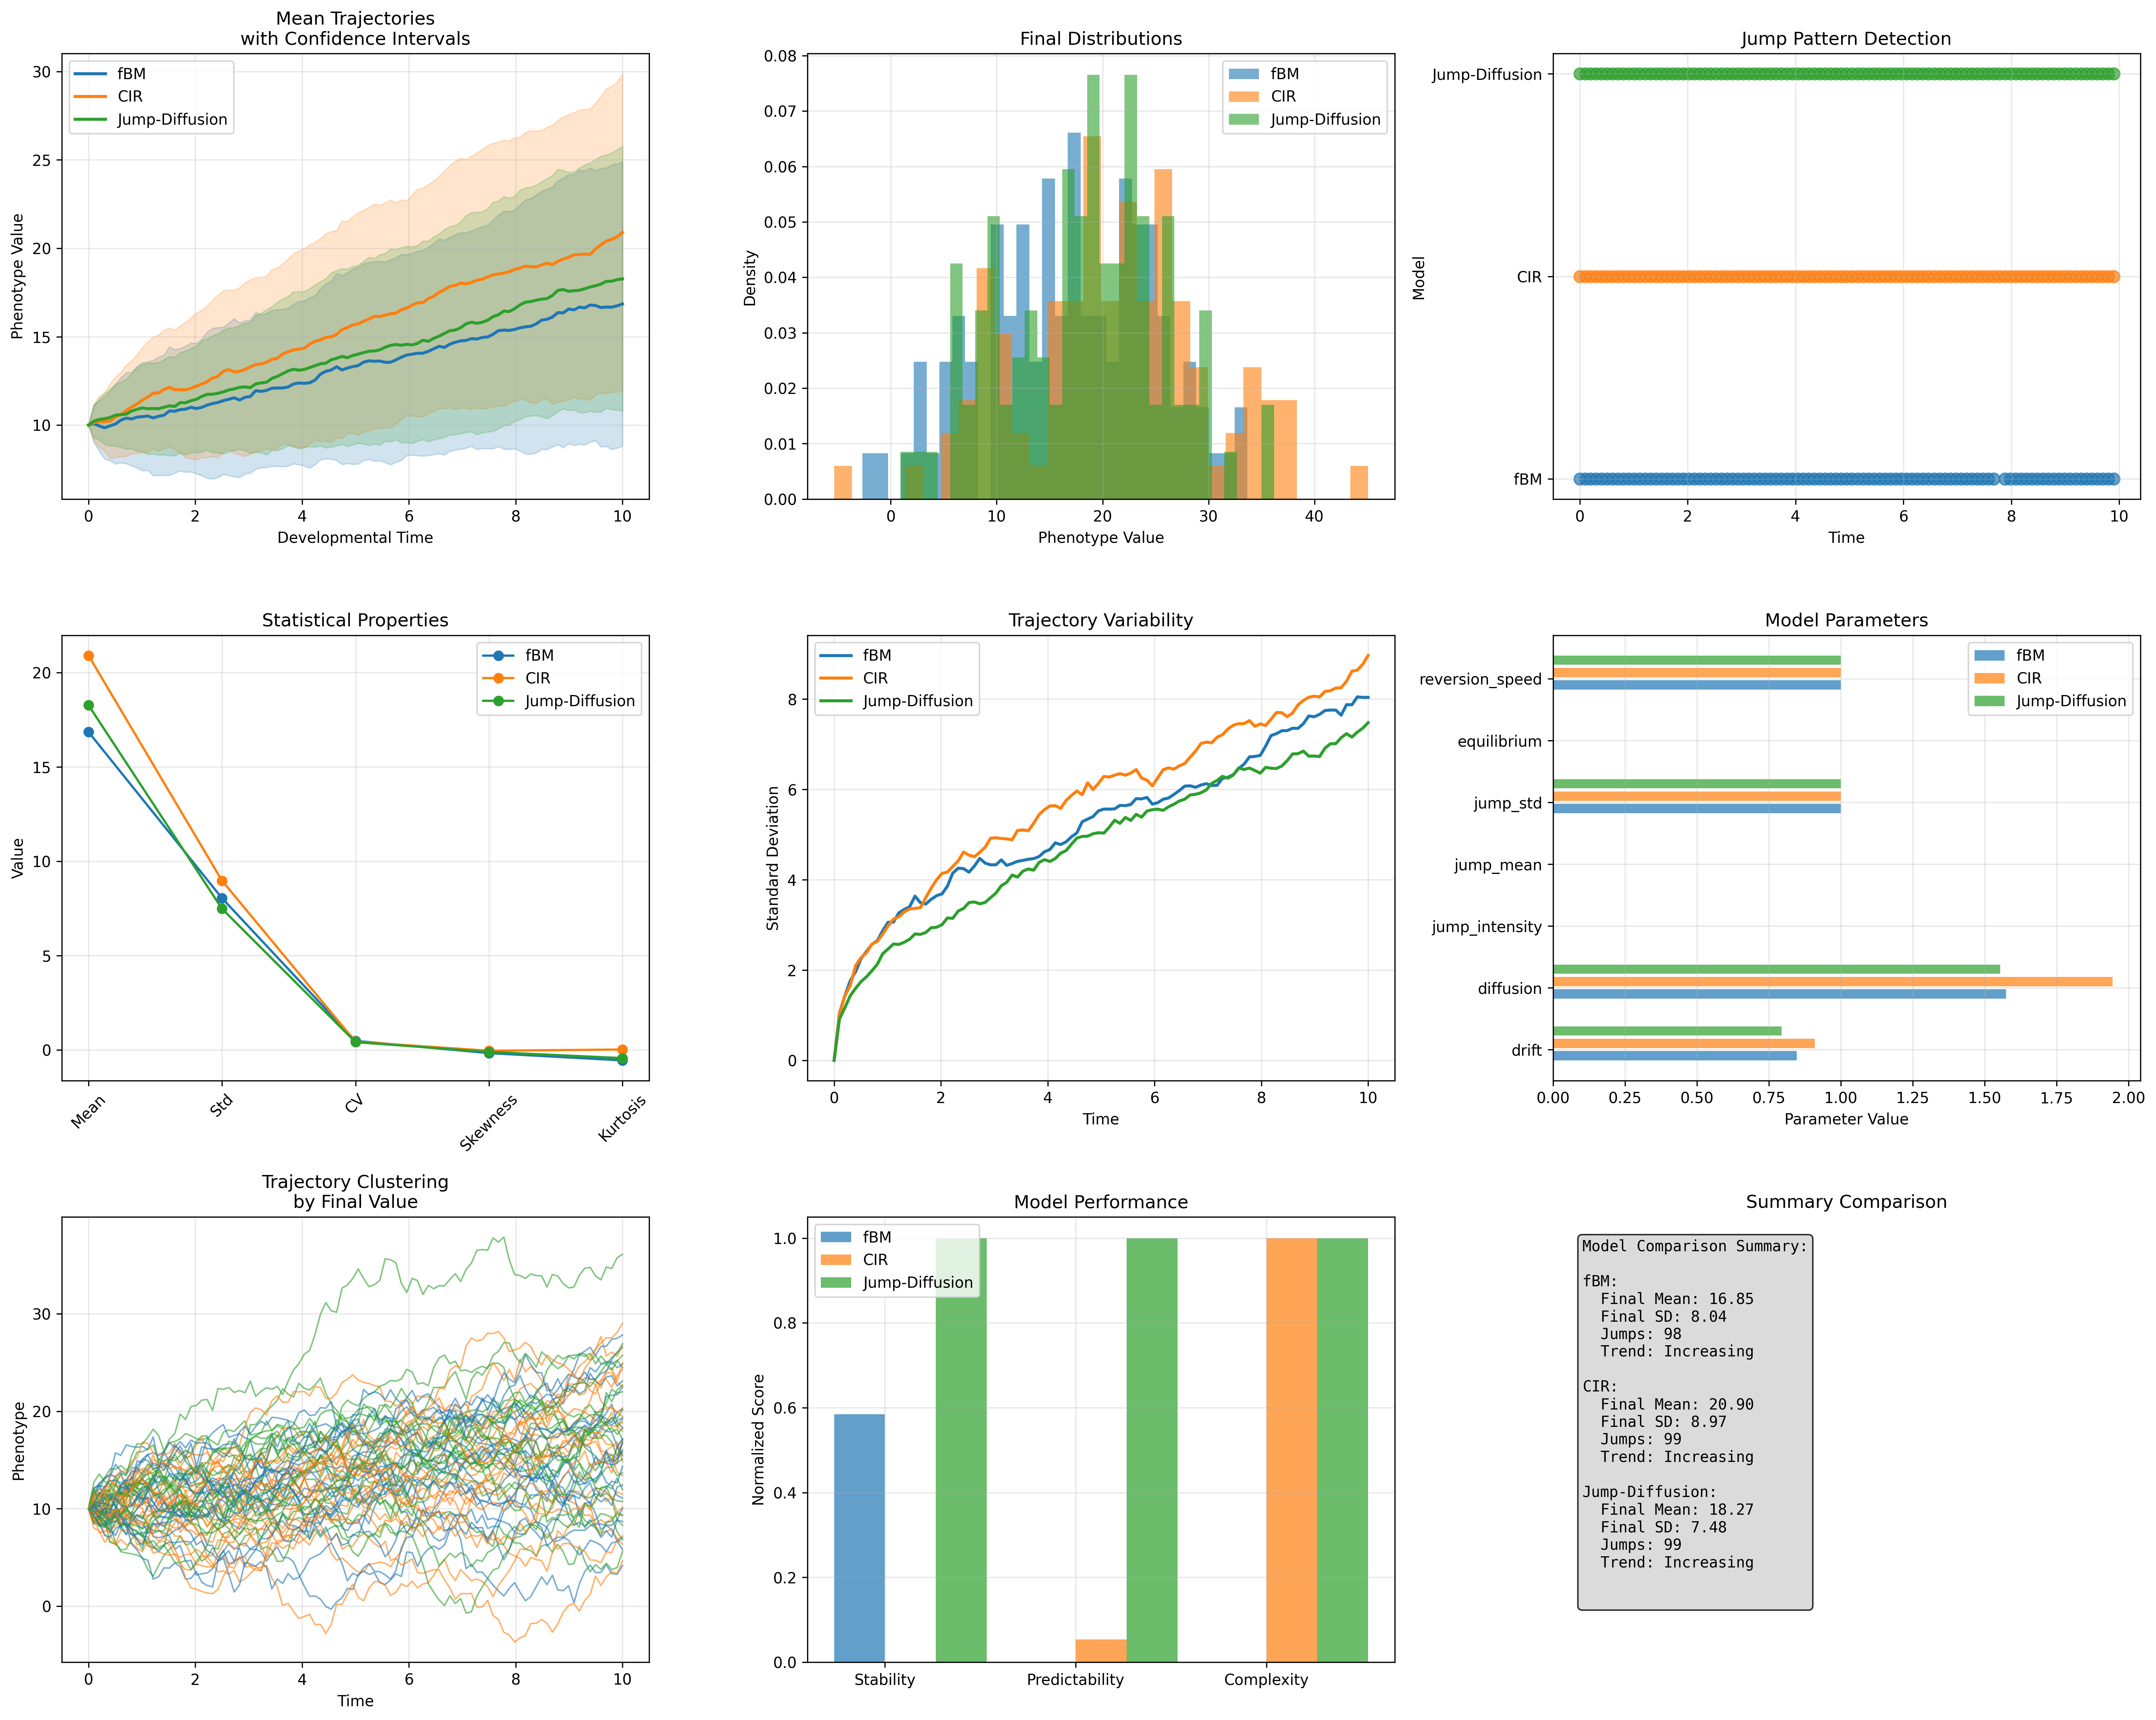 Mean Trajectories
with Confidence Intervals
fBM
CIR
Jump-Diffusion
30
25
20
15
10
Phenotype Value
0 2 4 6 8 10
Developmental Time
Final Distributions
fBM
CIR
Jump-Diffusion
0.08
0.07
0.06
0.05
0.04
0.03
0.02
0.01
0.00
Density
0 10 20 30 40
Phenotype Value
Jump Pattern Detection
Jump-Diffusion
CIR
fBM
Model
0 2 4 6 8 10
Time
Statistical Properties
fBM
CIR
Jump-Diffusion
20
15
10
5
0
Value
Mean Std CV Skewness Kurtosis
Trajectory Variability
fBM
CIR
Jump-Diffusion
8
6
4
2
0
Standard Deviation
0 2 4 6 8 10
Time
Model Parameters
fBM
CIR
Jump-Diffusion
reversion_speed
equilibrium
jump_std
jump_mean
jump_intensity
diffusion
drift
0.00 0.25 0.50 0.75 1.00 1.25 1.50 1.75 2.00
Parameter Value
Trajectory Clustering
by Final Value
30
20
10
0
Phenotype
0 2 4 6 8 10
Time
Model Performance
fBM
CIR
Jump-Diffusion
1.0
0.8
0.6
0.4
0.2
0.0
Normalized Score
Stability Predictability Complexity
Summary Comparison
Model Comparison Summary:
fBM:
Final Mean: 16.85
Final SD: 8.04
Jumps: 98
Trend: Increasing
CIR:
Final Mean: 20.90
Final SD: 8.97
Jumps: 99
Trend: Increasing
Jump-Diffusion:
Final Mean: 18.27
Final SD: 7.48
Jumps: 99
Trend: Increasing